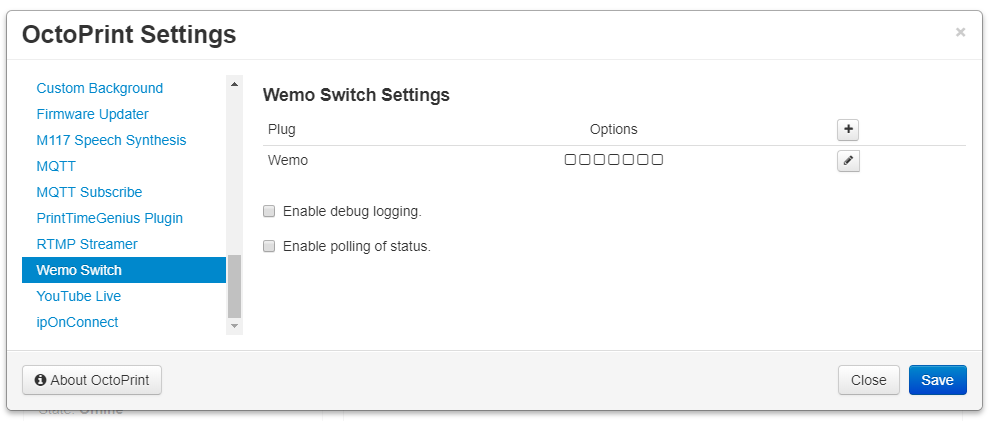 OctoPrint Settings
×
Custom Background
Firmware Updater
M117 Speech Synthesis
MQTT
MQTT Subscribe
PrintTimeGenius Plugin
RTMP Streamer
Wemo Switch
YouTube Live
ipOnConnect
Wemo Switch Settings
Plug Options
Wemo
Enable debug logging.
Enable polling of status.
About OctoPrint
Close Save
State: Offline